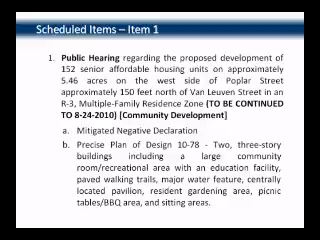 Scheduled Items – Item 1
1. Public Hearing regarding the proposed development of
152 senior affordable housing units on approximately
5.46 acres on the west side of Poplar Street
approximately 150 feet north of Van Leuven Street in an
R-3, Multiple-Family Residence Zone (TO BE CONTINUED
TO 8-24-2010) [Community Development]
a. Mitigated Negative Declaration
b. Precise Plan of Design 10-78 - Two, three-story
buildings including a large community
room/recreational area with an education facility,
paved walking trails, major water feature, centrally
located pavilion, resident gardening area, picnic
tables/BBQ area, and sitting areas.